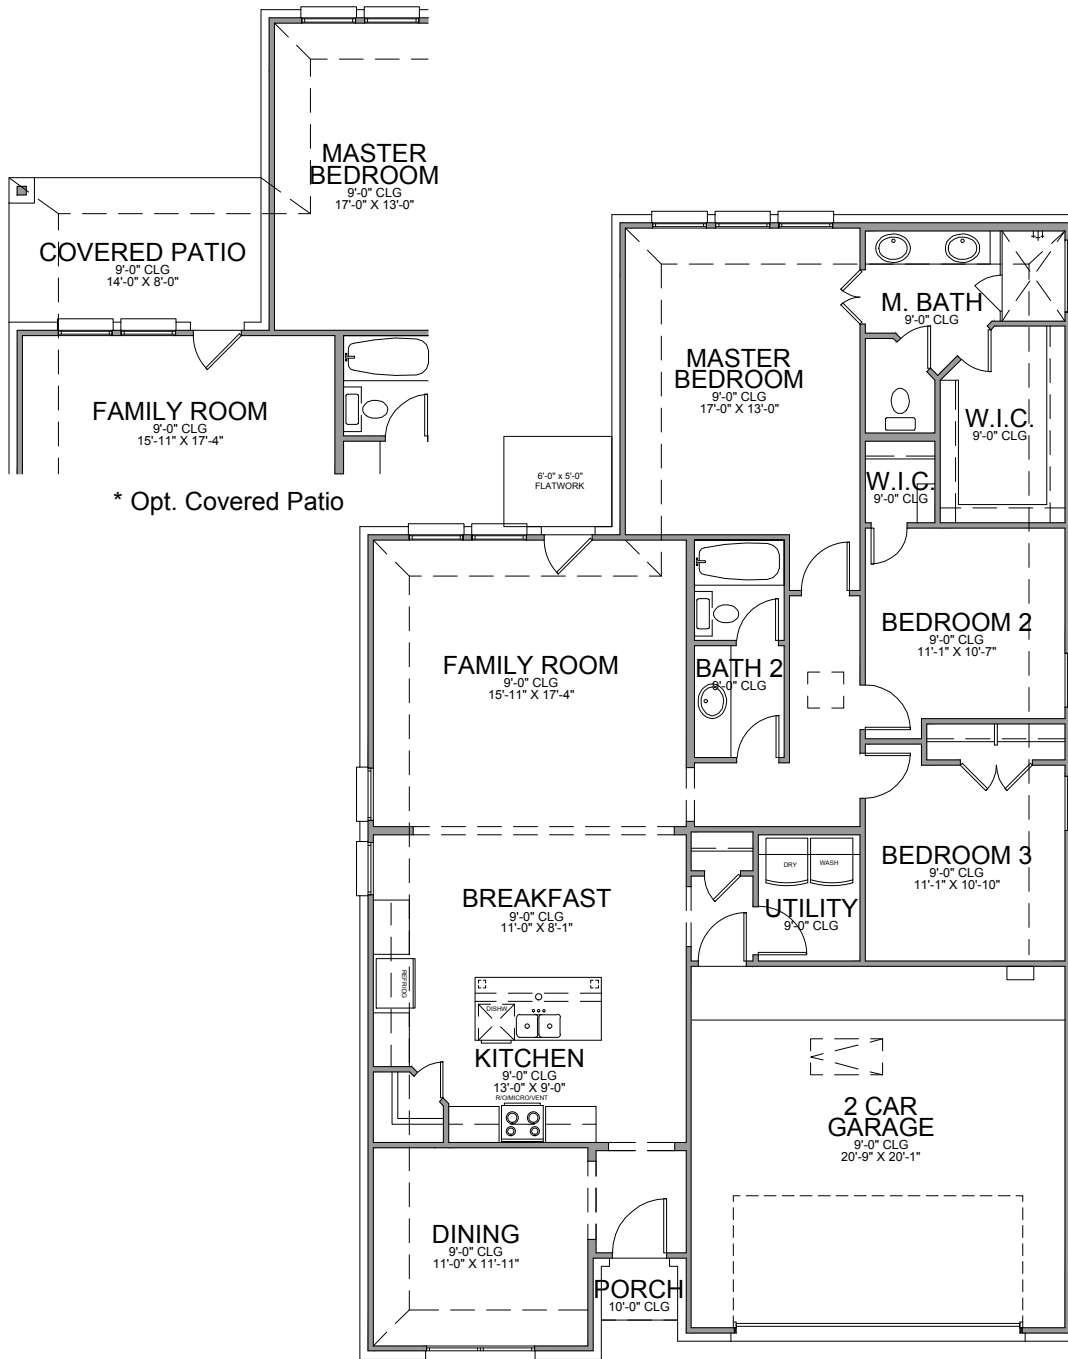 MASTER
BEDROOM
9'-0" CLG
17'-0" X 13'-0"
COVERED PATIO
9'-0" CLG
14'-0" X 8'-0"
FAMILY ROOM
9'-0" CLG
15'-11" X 17'-4"
* Opt. Covered Patio
M. BATH
9'-0" CLG
MASTER
BEDROOM
9'-0" CLG
17'-0" X 13'-0"
W.I.C.
9'-0" CLG
W.I.C.
9'-0" CLG
6'-0" x 5'-0"
FLATWORK
BEDROOM 2
9'-0" CLG
11'-1" X 10'-7"
FAMILY ROOM
9'-0" CLG
15'-11" X 17'-4"
BATH 2
9'-0" CLG
BEDROOM 3
9'-0" CLG
11'-1" X 10'-10"
DRY
WASH
UTILITY
9'-0" CLG
BREAKFAST
9'-0" CLG
11'-0" X 8'-1"
REFRIDG
DISHW.
KITCHEN
9'-0" CLG
13'-0" X 9'-0"
R/O/MICRO/VENT
2 CAR
GARAGE
9'-0" CLG
20'-9" X 20'-1"
DINING
9'-0" CLG
11'-0" X 11'-11"
PORCH
10'-0" CLG